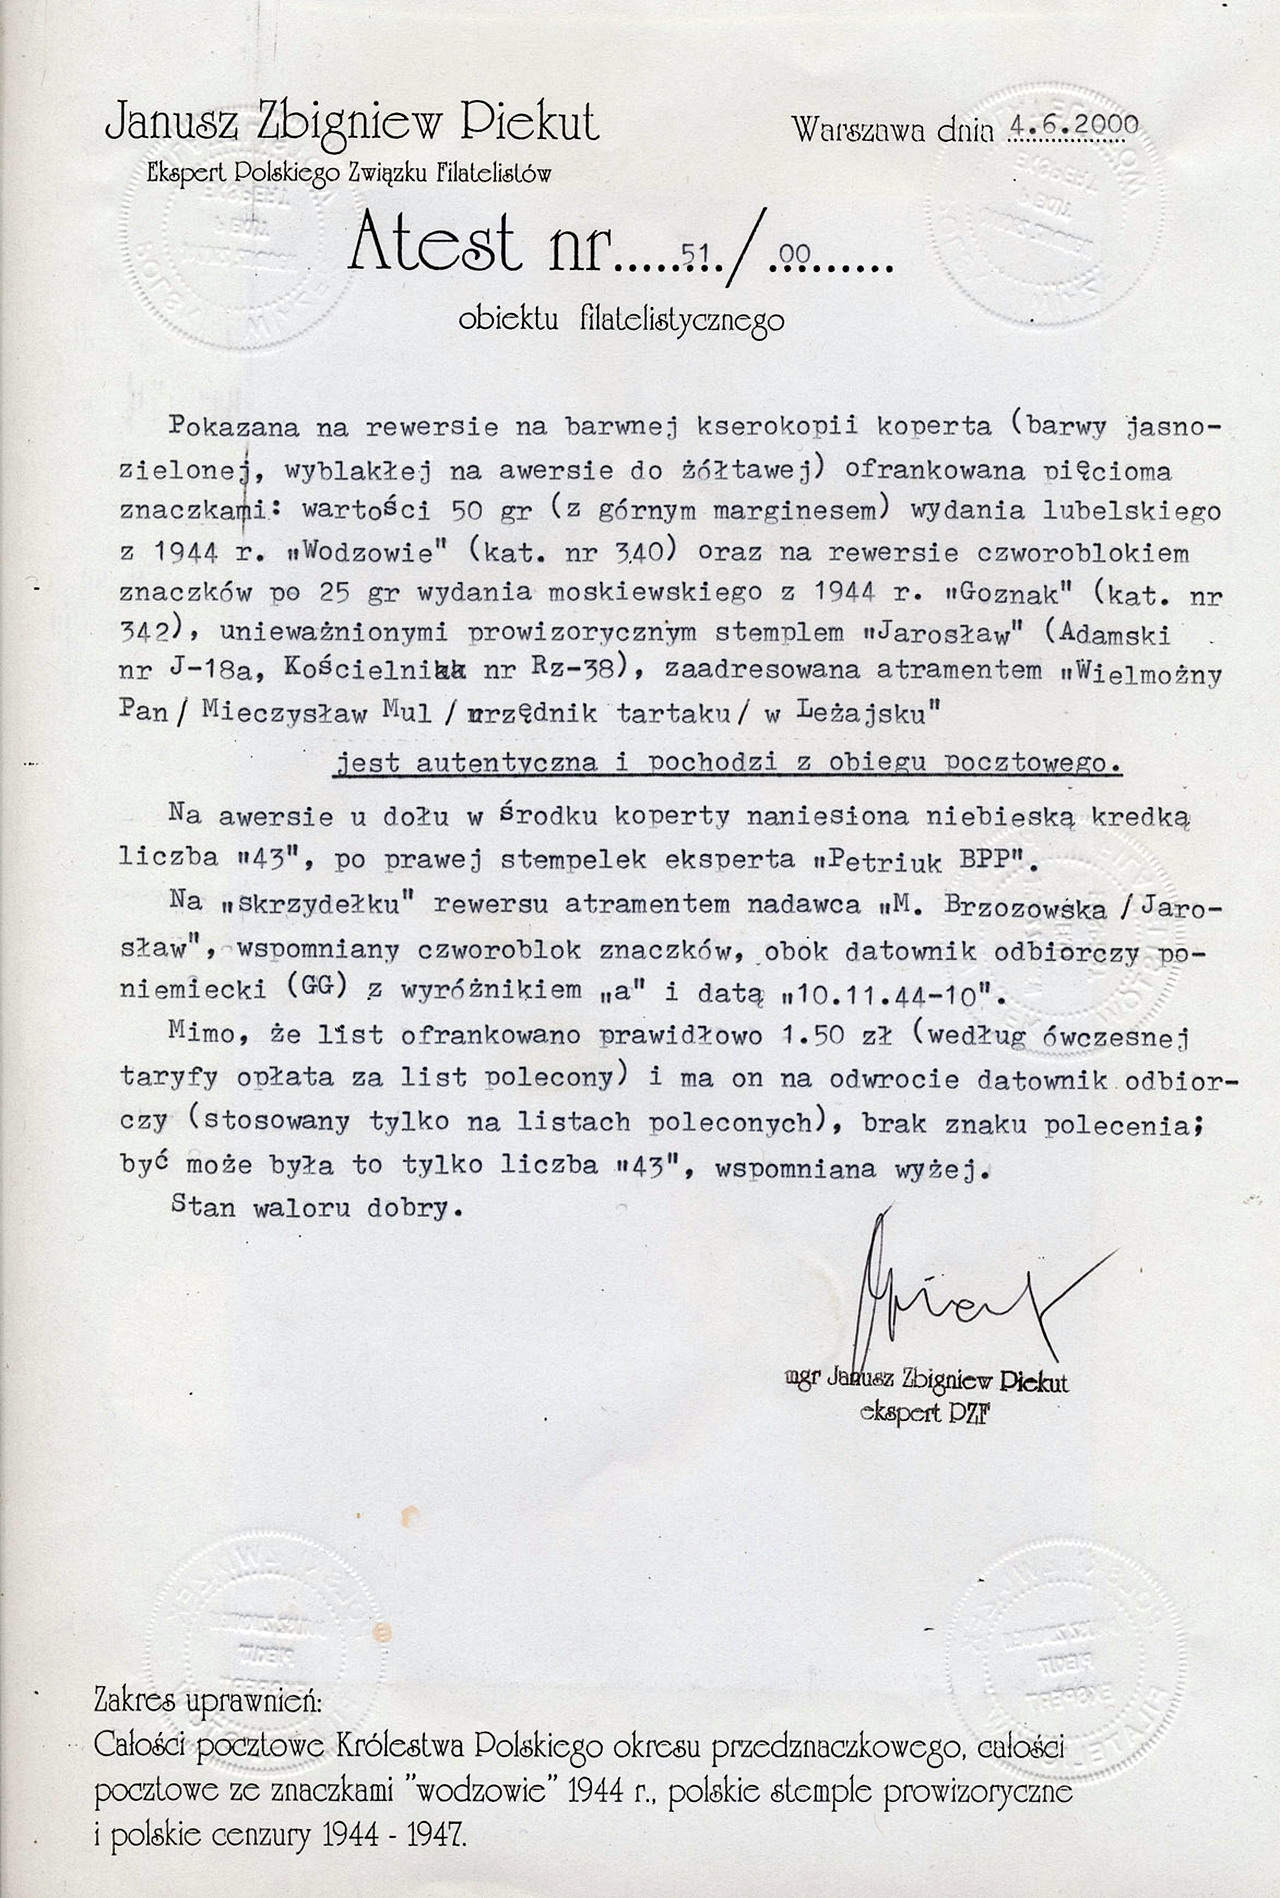 Janusz Zbigniew Piekut
Warszawa dnia 4.6.2000
Ekspert Polskiego Związku Filatelistów
Atest nr......51./.00.......
obiektu filatelistycznego
Pokazana na rewersie na barwnej kserokopii koperta (barwy jasno-
zielonej, wyblakłej na awersie do żółtawej) ofrankowana pięcioma
znaczkami: wartości 50 gr (z górnym marginesem) wydania lubelskiego
z 1944 r. „Wodzowie" (kat. nr 340) oraz na rewersie czworoblokiem
znaczków po 25 gr wydania moskiewskiego z 1944 r. „Goznak" (kat. nr
342), unieważnionymi prowizorycznym stemplem „Jarosław" (Adamski
nr J-18a, Kościelniak nr Rz-38), zaadresowana atramentem „Wielmożny
Pan / Mieczysław Mul / urzędnik tartaku / w Leżajsku"
jest autentyczna i pochodzi z obiegu pocztowego.
Na awersie u dołu w środku koperty naniesiona niebieską kredką
liczba „43", po prawej stempelek eksperta „Petriuk BPP".
Na „skrzydełku" rewersu atramentem nadawca „M. Brzozowska / Jaro-
sław", wspomniany czworoblok znaczków, obok datownik odbiorczy po-
niemiecki (GG) z wyróżnikiem „a" i datą „10.11.44-10".
Mimo, że list ofrankowano prawidłowo 1.50 zł (według ówczesnej
taryfy opłata za list polecony) i ma on na odwrocie datownik odbior-
czy (stosowany tylko na listach poleconych), brak znaku polecenia;
być może była to tylko liczba „43", wspomniana wyżej.
Stan waloru dobry.
mgr Janusz Zbigniew Piekut
ekspert PZF
Zakres uprawnień:
Całości pocztowe Królestwa Polskiego okresu przedznaczkowego, całości
pocztowe ze znaczkami "wodzowie" 1944 r., polskie stemple prowizoryczne
i polskie cenzury 1944 - 1947.